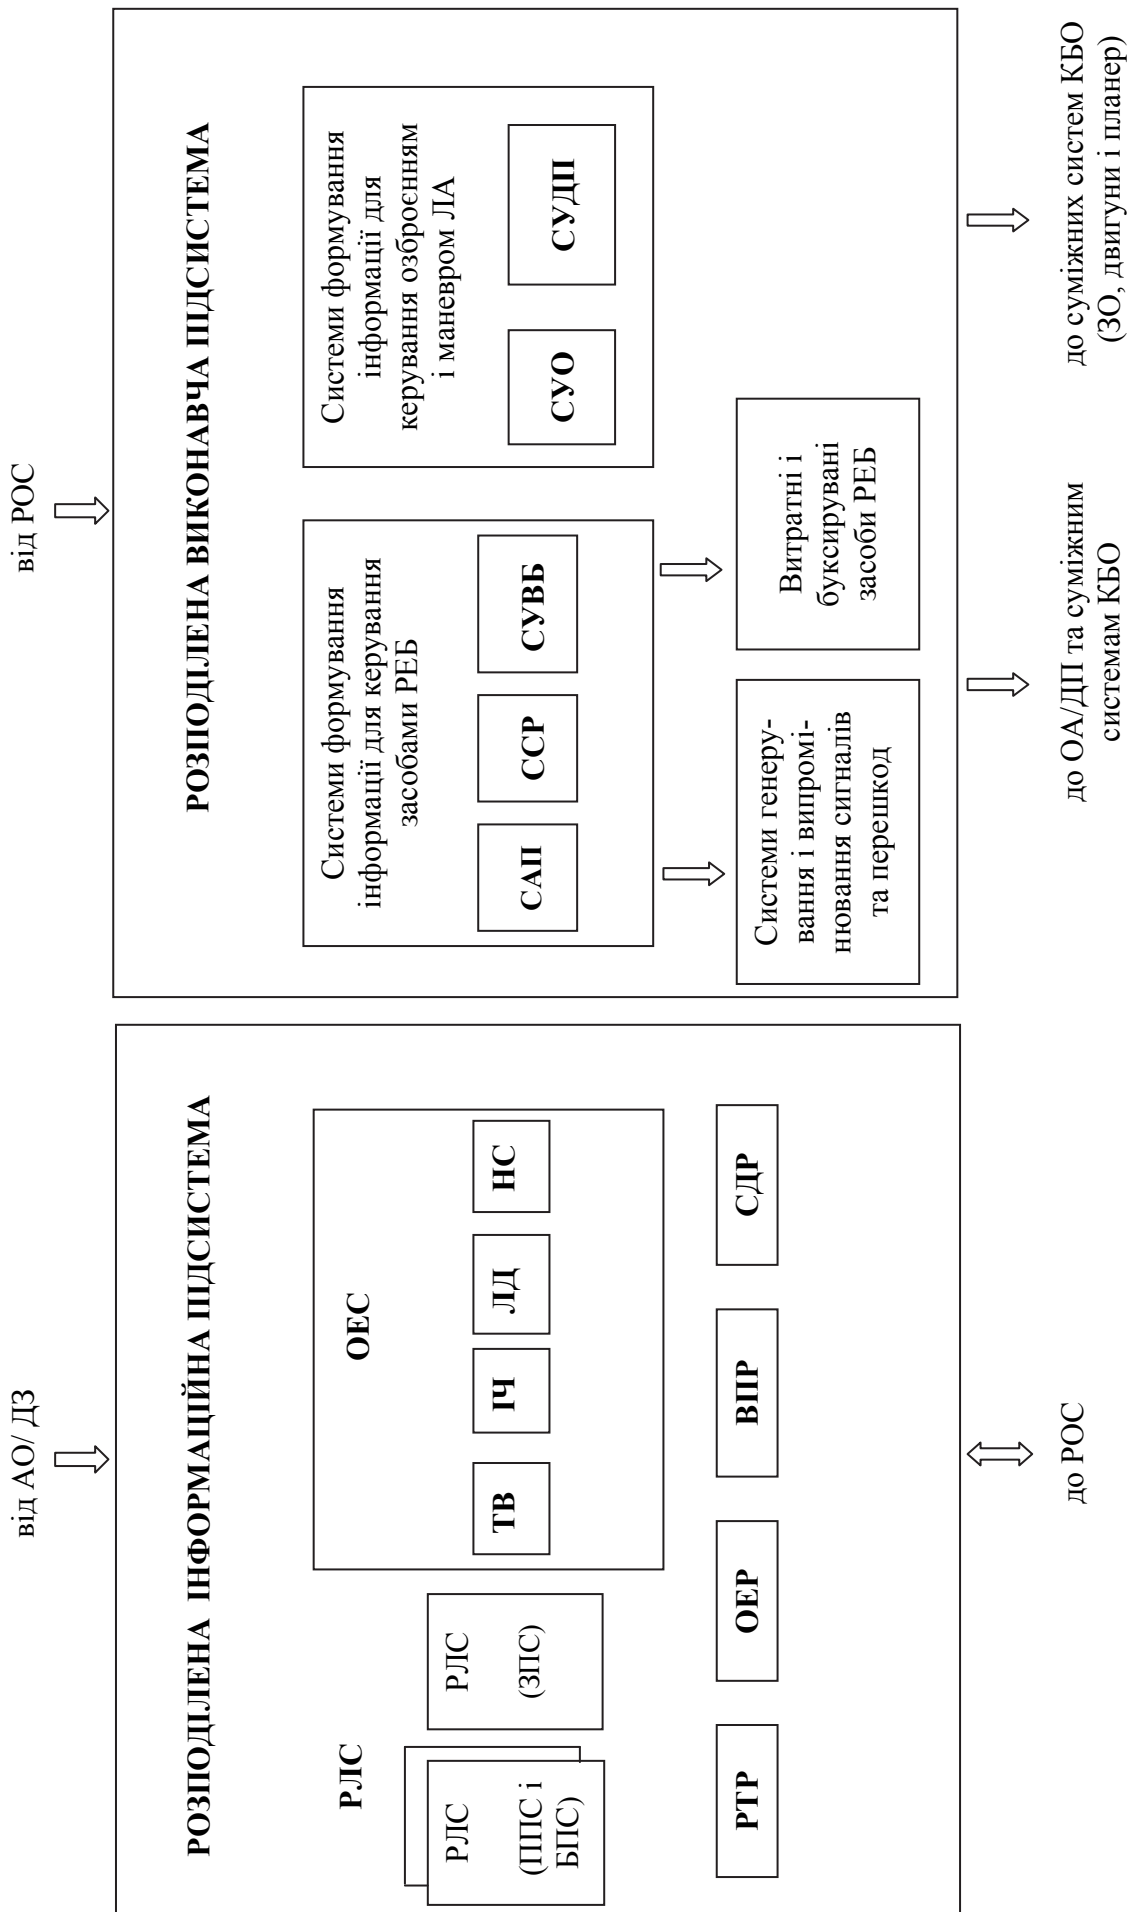 від АО/ ДЗ
РОЗПОДІЛЕНА ІНФОРМАЦІЙНА ПІДСИСТЕМА
РЛС
РЛС
(ППС і
БПС)
РЛС
(ЗПС)
ОЕС
ТВ
ІЧ
ЛД
НС
РТР
ОЕР
ВПР
СДР
до РОС
від РОС
РОЗПОДІЛЕНА ВИКОНАВЧА ПІДСИСТЕМА
Системи формування
інформації для керування
засобами РЕБ
САП
ССР
СУВБ
Системи формування
інформації для
керування озброєнням
і маневром ЛА
СУО
СУДП
Системи генеру-
вання і випромі-
нювання сигналів
та перешкод
Витратні і
буксирувані
засоби РЕБ
до ОА/ДП та суміжним
системам КБО
до суміжних систем КБО
(ЗО, двигуни і планер)